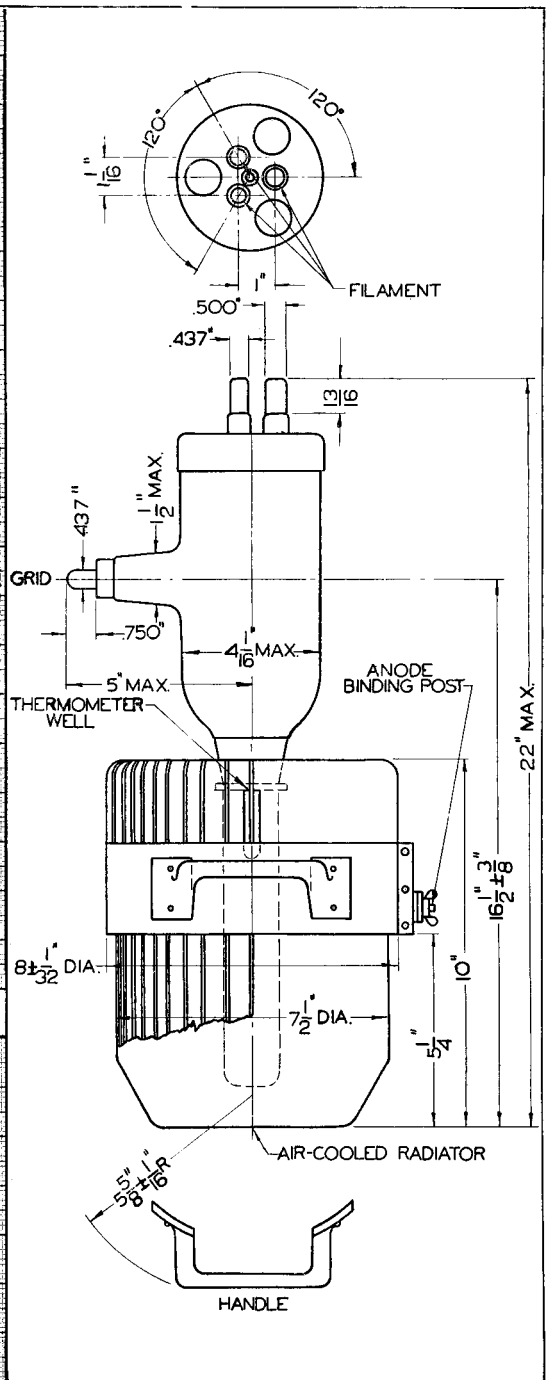 120°
120°
1 1/16"
1"
FILAMENT
.500"
.437"
13/16
437"
1 1/2" MAX.
GRID
.750"
4 1/16" MAX.
5" MAX.
THERMOMETER
WELL
ANODE
BINDING POST
22" MAX.
16 1/2" ± 3/8"
10"
5 1/4"
8 ± 1/32" DIA.
7 1/2" DIA.
AIR-COOLED RADIATOR
5 5/8" ± 1/16" R
HANDLE